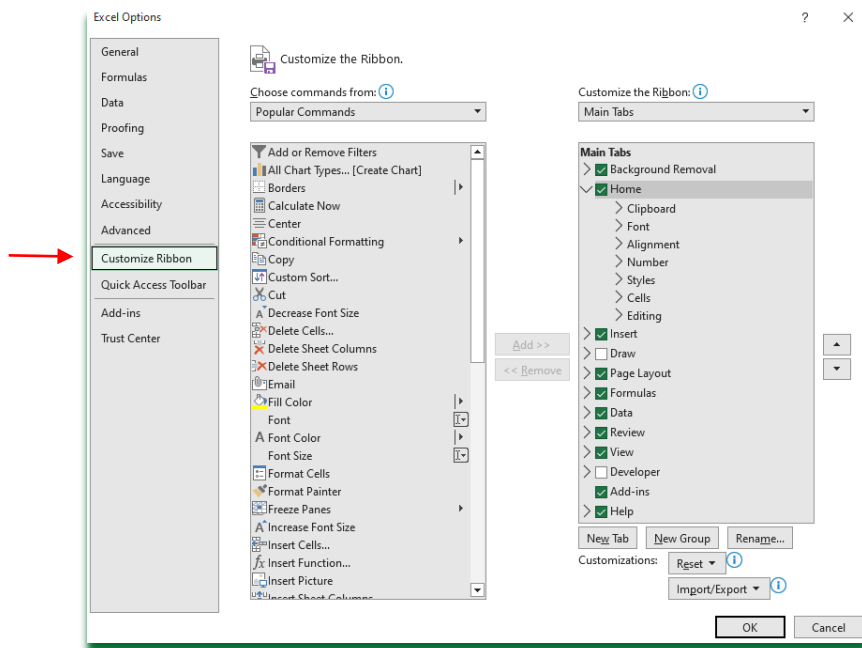 Excel Options
? ×
General
Formulas
Data
Proofing
Save
Language
Accessibility
Advanced
Customize Ribbon
Quick Access Toolbar
Add-ins
Trust Center
Customize the Ribbon.
Choose commands from:
Popular Commands
Add or Remove Filters
All Chart Types... [Create Chart]
Borders
Calculate Now
Center
Conditional Formatting
Copy
Custom Sort...
Cut
Decrease Font Size
Delete Cells...
Delete Sheet Columns
Delete Sheet Rows
Email
Fill Color
Font
Font Color
Font Size
Format Cells
Format Painter
Freeze Panes
Increase Font Size
Insert Cells...
Insert Function...
Insert Picture
Insert Sheet Columns
Add >>
<< Remove
Customize the Ribbon:
Main Tabs
Main Tabs
Background Removal
Home
Clipboard
Font
Alignment
Number
Styles
Cells
Editing
Insert
Draw
Page Layout
Formulas
Data
Review
View
Developer
Add-ins
Help
New Tab New Group Rename...
Customizations: Reset
Import/Export
OK Cancel